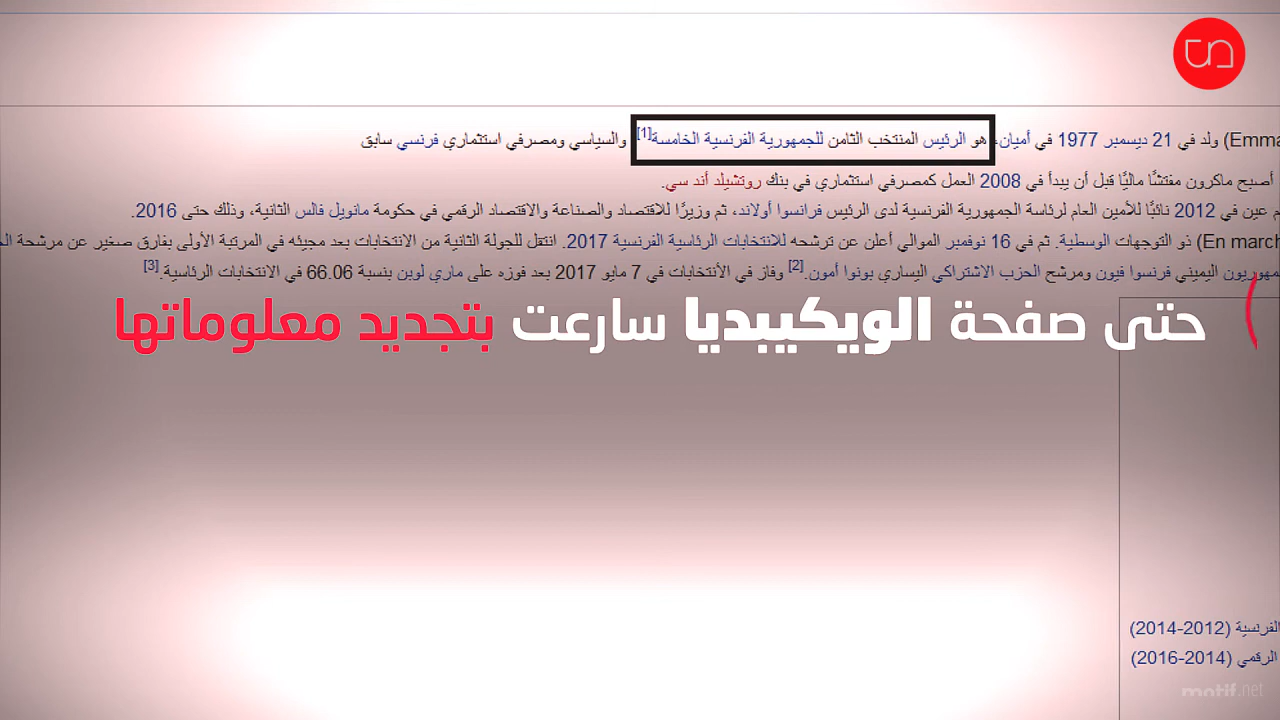 Emma) ولد في 21 ديسمبر 1977 في أميان، هو الرئيس المنتخب الثامن للجمهورية الفرنسية الخامسة[1] والسياسي ومصرفي استثماري فرنسي سابق
أصبح ماكرون مفتشًا ماليًا قبل أن يبدأ في 2008 العمل كمصرفي استثماري في بنك روتشيلد أند سي.
م عين في 2012 نائبًا للأمين العام لرئاسة الجمهورية الفرنسية لدى الرئيس فرانسوا أولاند، ثم وزيرًا للاقتصاد والصناعة والاقتصاد الرقمي في حكومة مانويل فالس الثانية، وذلك حتى 2016.
En march) ذو التوجهات الوسطية. ثم في 16 نوفمبر الموالي أعلن عن ترشحه للانتخابات الرئاسية الفرنسية 2017. انتقل للجولة الثانية من الانتخابات بعد مجيئه في المرتبة الأولى بفارق صغير عن مرشحة
مهوريون اليميني فرنسوا فيون ومرشح الحزب الاشتراكي اليساري بونوا أمون.[2] وفاز في الأنتخابات في 7 مايو 2017 بعد فوزه على ماري لوبن بنسبة 66.06 في الانتخابات الرئاسية.[3]
حتى صفحة الويكيبديا سارعت بتجديد معلوماتها
الفرنسية (2012-2014)
الرقمي (2014-2016)
motif.net